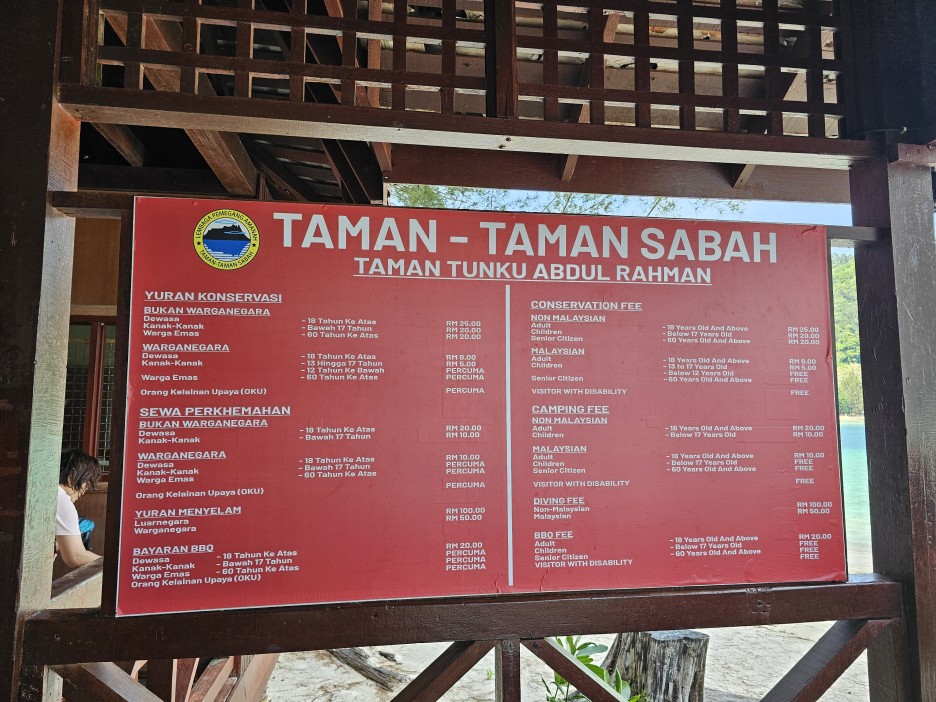 LEMBAGA PEMEGANG AMANAH
TAMAN-TAMAN SABAH
TAMAN - TAMAN SABAH
TAMAN TUNKU ABDUL RAHMAN
YURAN KONSERVASI
BUKAN WARGANEGARA
Dewasa - 18 Tahun Ke Atas RM 25.00
Kanak-Kanak - Bawah 17 Tahun RM 20.00
Warga Emas - 60 Tahun Ke Atas RM 20.00
WARGANEGARA
Dewasa - 18 Tahun Ke Atas RM 8.00
Kanak-Kanak - 13 Hingga 17 Tahun RM 5.00
- 12 Tahun Ke Bawah PERCUMA
Warga Emas - 60 Tahun Ke Atas PERCUMA
Orang Kelainan Upaya (OKU) PERCUMA
SEWA PERKHEMAHAN
BUKAN WARGANEGARA
Dewasa - 18 Tahun Ke Atas RM 20.00
Kanak-Kanak - Bawah 17 Tahun RM 10.00
WARGANEGARA
Dewasa - 18 Tahun Ke Atas RM 10.00
Kanak-Kanak - Bawah 17 Tahun PERCUMA
Warga Emas - 60 Tahun Ke Atas PERCUMA
Orang Kelainan Upaya (OKU) PERCUMA
YURAN MENYELAM
Luarnegara RM 100.00
Warganegara RM 50.00
BAYARAN BBQ
Dewasa - 18 Tahun Ke Atas RM 20.00
Kanak-Kanak - Bawah 17 Tahun PERCUMA
Warga Emas - 60 Tahun Ke Atas PERCUMA
Orang Kelainan Upaya (OKU) PERCUMA
CONSERVATION FEE
NON MALAYSIAN
Adult - 18 Years Old And Above RM 25.00
Children - Below 17 Years Old RM 20.00
Senior Citizen - 60 Years Old And Above RM 20.00
MALAYSIAN
Adult - 18 Years Old And Above RM 8.00
Children - 13 to 17 Years Old RM 5.00
- Below 12 Years Old FREE
Senior Citizen - 60 Years Old And Above FREE
VISITOR WITH DISABILITY FREE
CAMPING FEE
NON MALAYSIAN
Adult - 18 Years Old And Above RM 20.00
Children - Below 17 Years Old RM 10.00
MALAYSIAN
Adult - 18 Years Old And Above RM 10.00
Children - Below 17 Years Old FREE
Senior Citizen - 60 Years Old And Above FREE
VISITOR WITH DISABILITY FREE
DIVING FEE
Non-Malaysian RM 100.00
Malaysian RM 50.00
BBQ FEE
Adult - 18 Years Old And Above RM 20.00
Children - Below 17 Years Old FREE
Senior Citizen - 60 Years Old And Above FREE
VISITOR WITH DISABILITY FREE